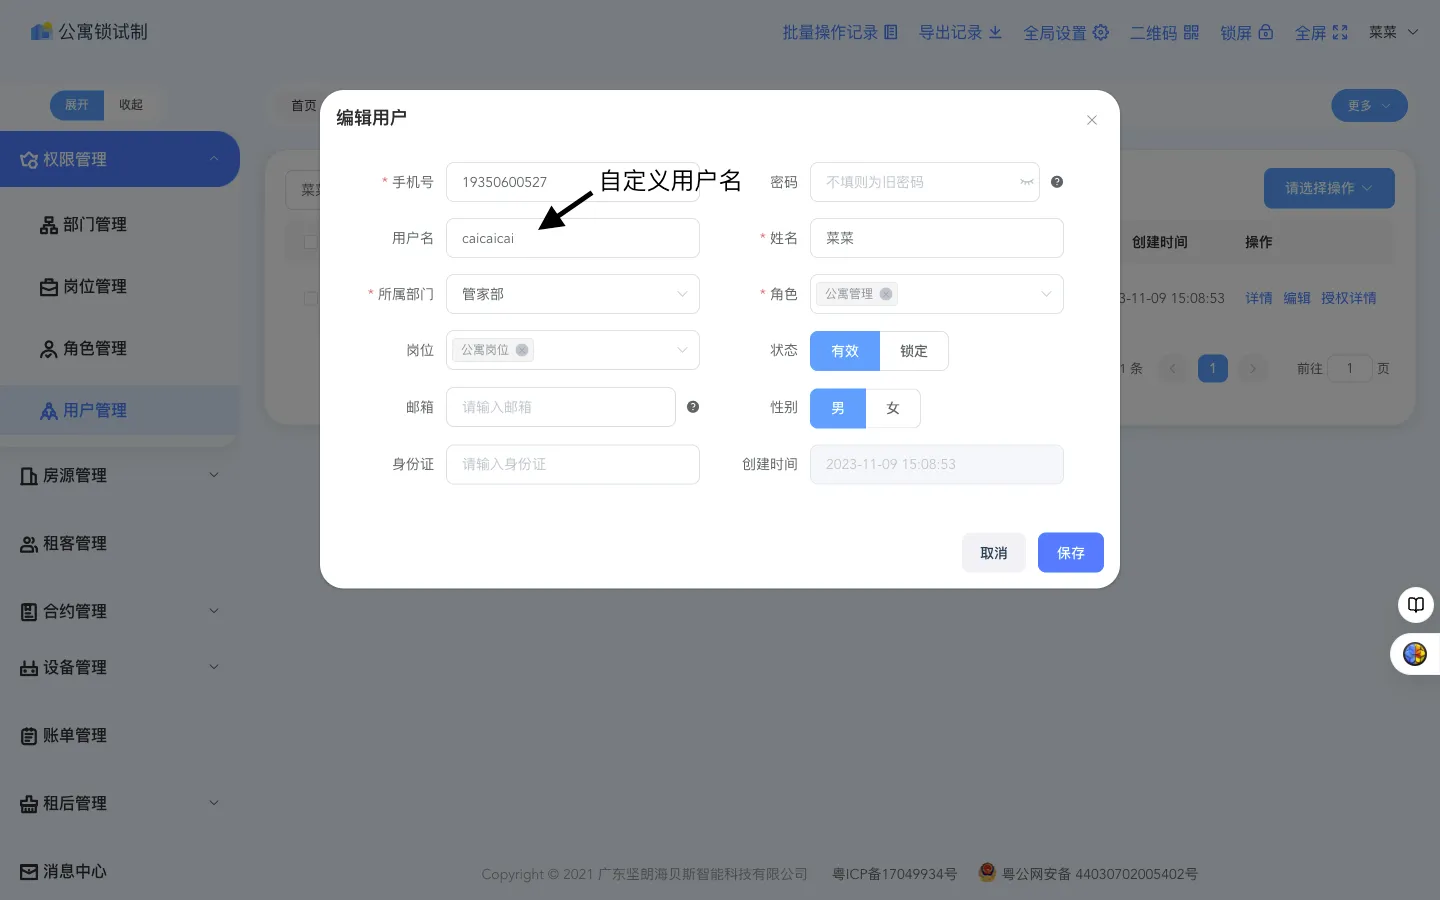 公寓锁试制
批量操作记录 导出记录 全局设置 二维码 锁屏 全屏 菜菜
展开 收起 首页 更多
编辑用户
权限管理
* 手机号 19350600527 自定义用户名 密码 不填则为旧密码
请选择操作
部门管理
用户名 caicaicai * 姓名 菜菜
创建时间 操作
岗位管理
* 所属部门 管家部 * 角色 公寓管理
3-11-09 15:08:53 详情 编辑 授权详情
角色管理
岗位 公寓岗位 状态 有效 锁定
1 条 1 前往 1 页
用户管理
邮箱 请输入邮箱 性别 男 女
房源管理
身份证 请输入身份证 创建时间 2023-11-09 15:08:53
租客管理
取消 保存
合约管理
设备管理
账单管理
租后管理
消息中心
Copyright © 2021 广东坚朗海贝斯智能科技有限公司 粤ICP备17049934号 粤公网安备 44030702005402号